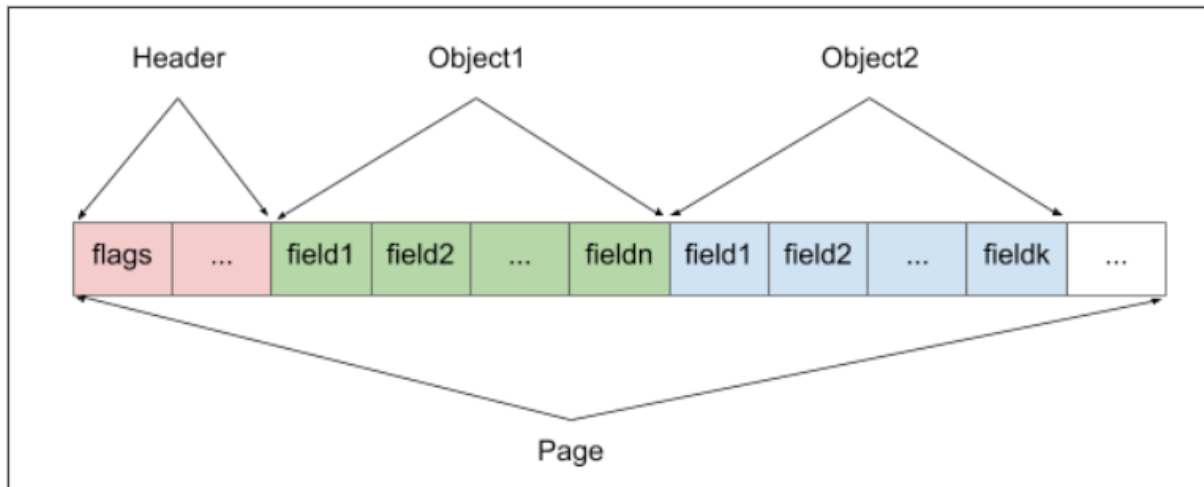 Header Object1 Object2
flags ... field1 field2 ... fieldn field1 field2 ... fieldk ...
Page